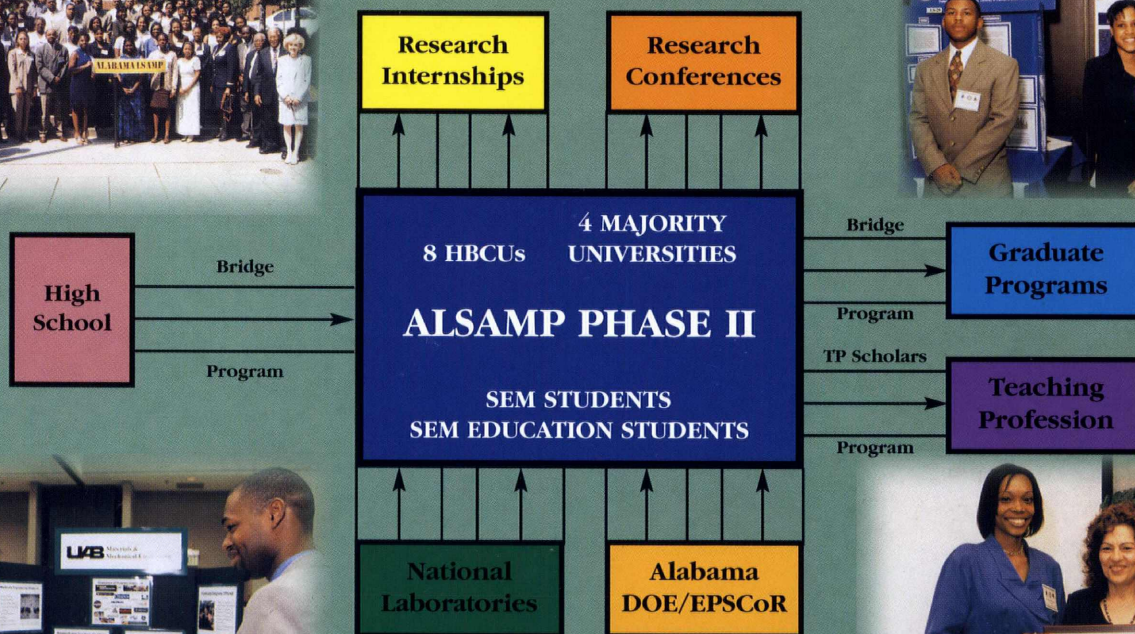 ALABAMA LSAMP
Research
Internships
Research
Conferences
4 MAJORITY
8 HBCUs UNIVERSITIES
ALSAMP PHASE II
SEM STUDENTS
SEM EDUCATION STUDENTS
High
School
Bridge
Program
Bridge
Program
Graduate
Programs
TP Scholars
Program
Teaching
Profession
UAB Materials &
Mechanical
National
Laboratories
Alabama
DOE/EPSCoR